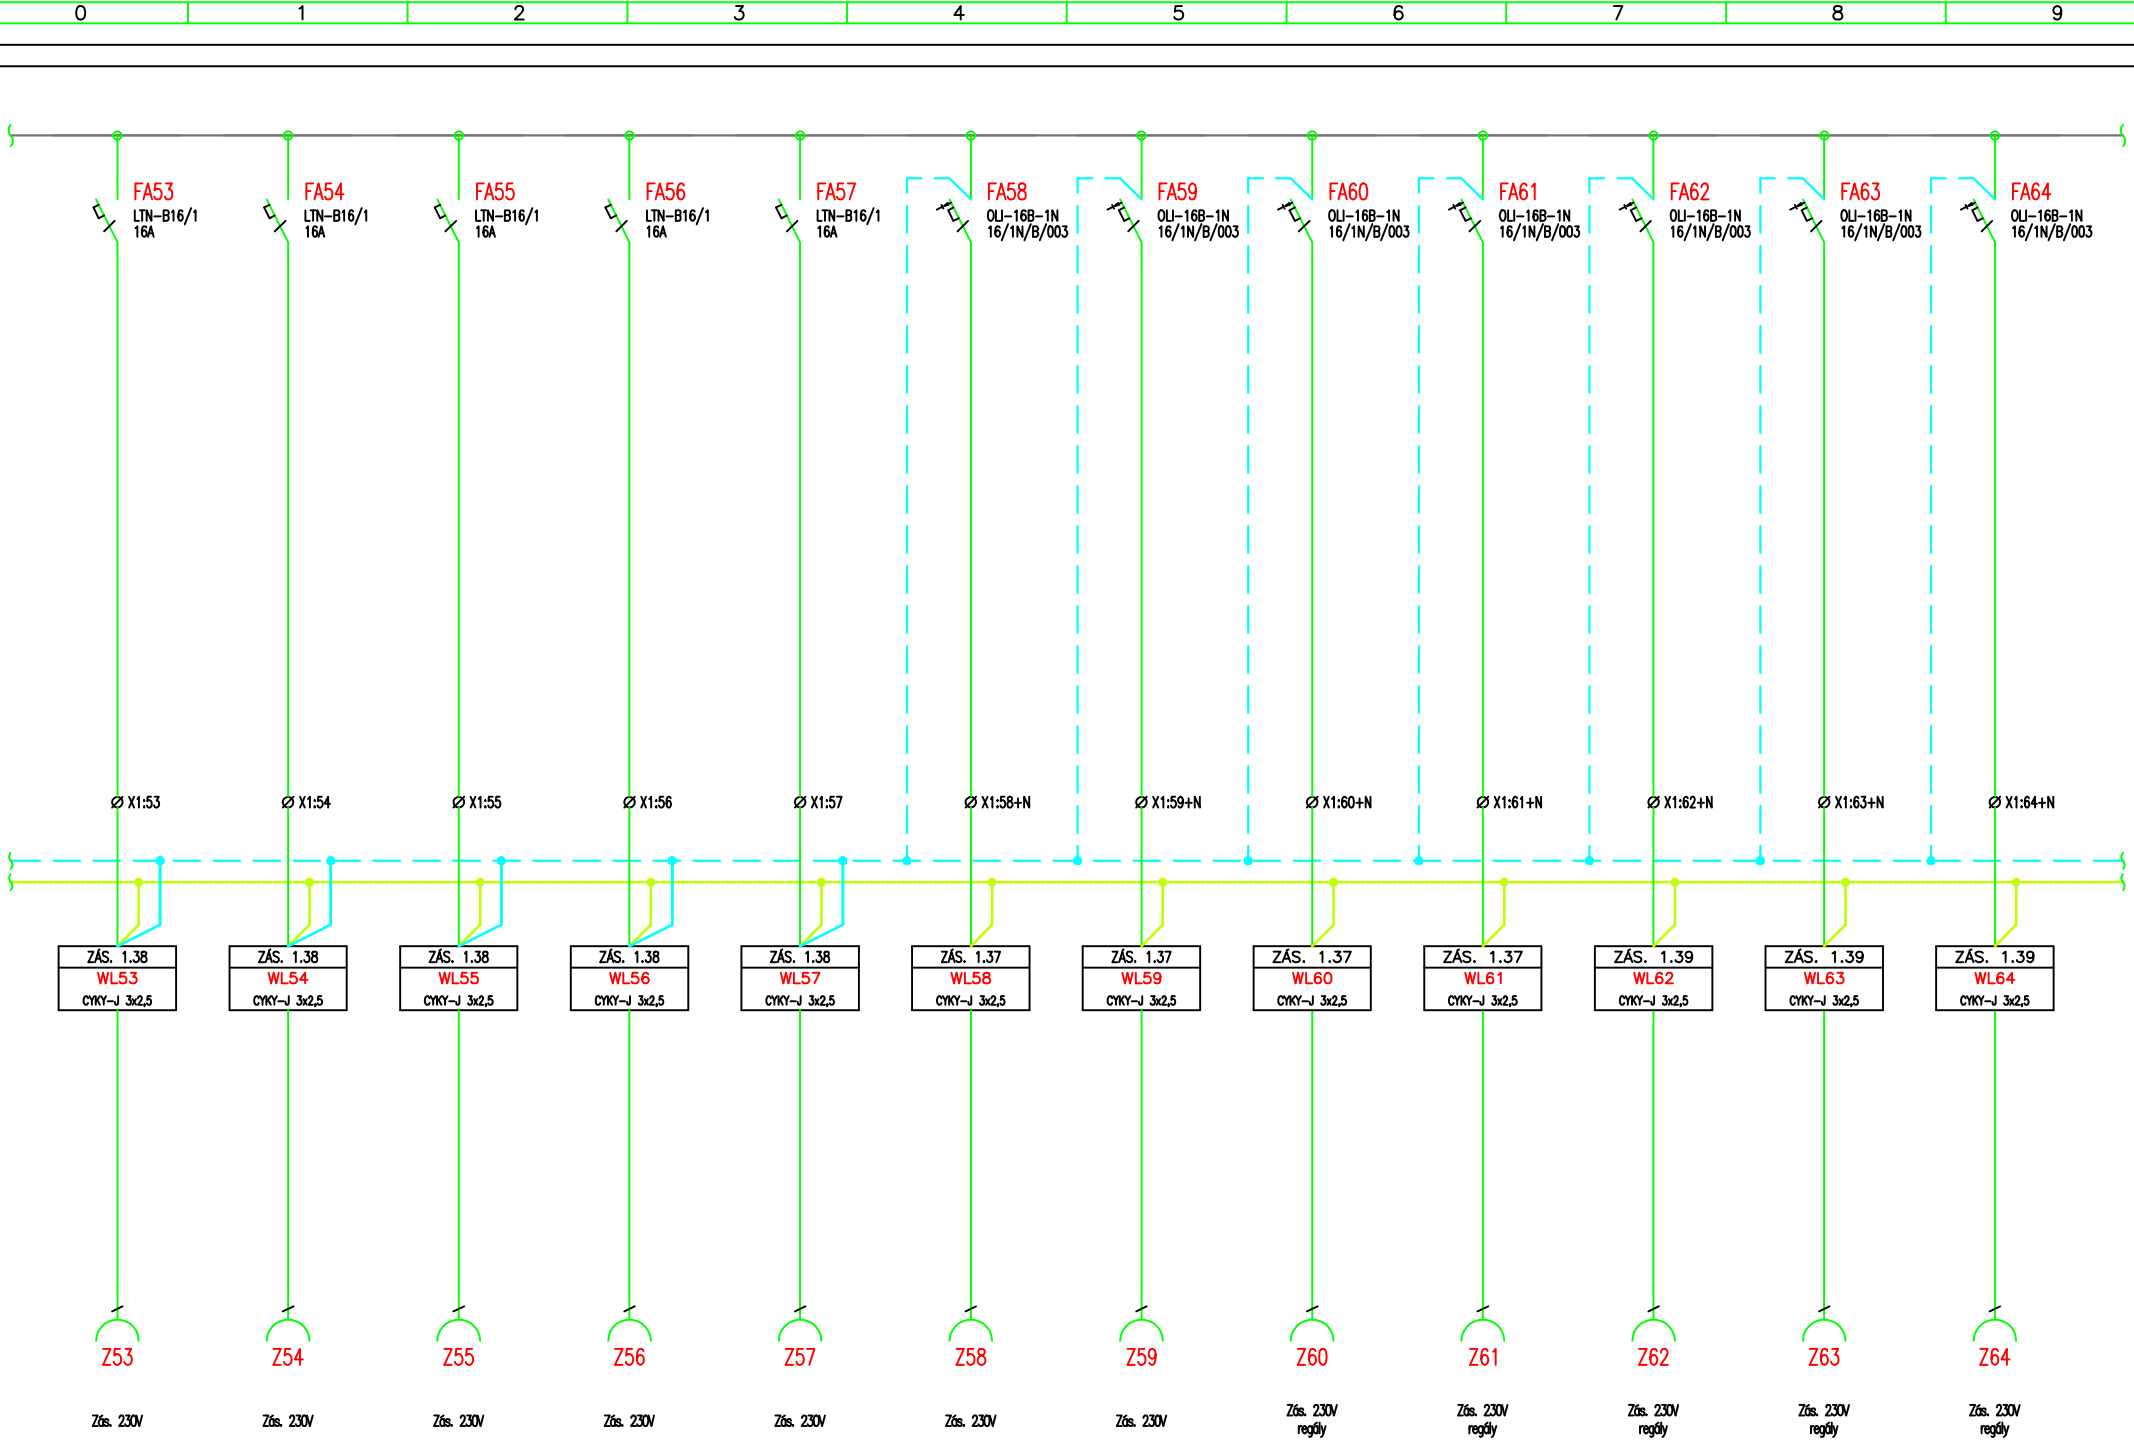 0 1 2 3 4 5 6 7 8 9
FA53 FA54 FA55 FA56 FA57 FA58 FA59 FA60 FA61 FA62 FA63 FA64
LTN-B16/1 LTN-B16/1 LTN-B16/1 LTN-B16/1 LTN-B16/1 OLI-16B-1N OLI-16B-1N OLI-16B-1N OLI-16B-1N OLI-16B-1N OLI-16B-1N OLI-16B-1N
16A 16A 16A 16A 16A 16/1N/B/003 16/1N/B/003 16/1N/B/003 16/1N/B/003 16/1N/B/003 16/1N/B/003 16/1N/B/003
X1:53 X1:54 X1:55 X1:56 X1:57 X1:58+N X1:59+N X1:60+N X1:61+N X1:62+N X1:63+N X1:64+N
ZÁS. 1.38 ZÁS. 1.38 ZÁS. 1.38 ZÁS. 1.38 ZÁS. 1.38 ZÁS. 1.37 ZÁS. 1.37 ZÁS. 1.37 ZÁS. 1.37 ZÁS. 1.39 ZÁS. 1.39 ZÁS. 1.39
WL53 WL54 WL55 WL56 WL57 WL58 WL59 WL60 WL61 WL62 WL63 WL64
CYKY-J 3x2,5 CYKY-J 3x2,5 CYKY-J 3x2,5 CYKY-J 3x2,5 CYKY-J 3x2,5 CYKY-J 3x2,5 CYKY-J 3x2,5 CYKY-J 3x2,5 CYKY-J 3x2,5 CYKY-J 3x2,5 CYKY-J 3x2,5 CYKY-J 3x2,5
Z53 Z54 Z55 Z56 Z57 Z58 Z59 Z60 Z61 Z62 Z63 Z64
Zás. 230V Zás. 230V Zás. 230V Zás. 230V Zás. 230V Zás. 230V Zás. 230V Zás. 230V Zás. 230V Zás. 230V Zás. 230V Zás. 230V
regály regály regály regály regály